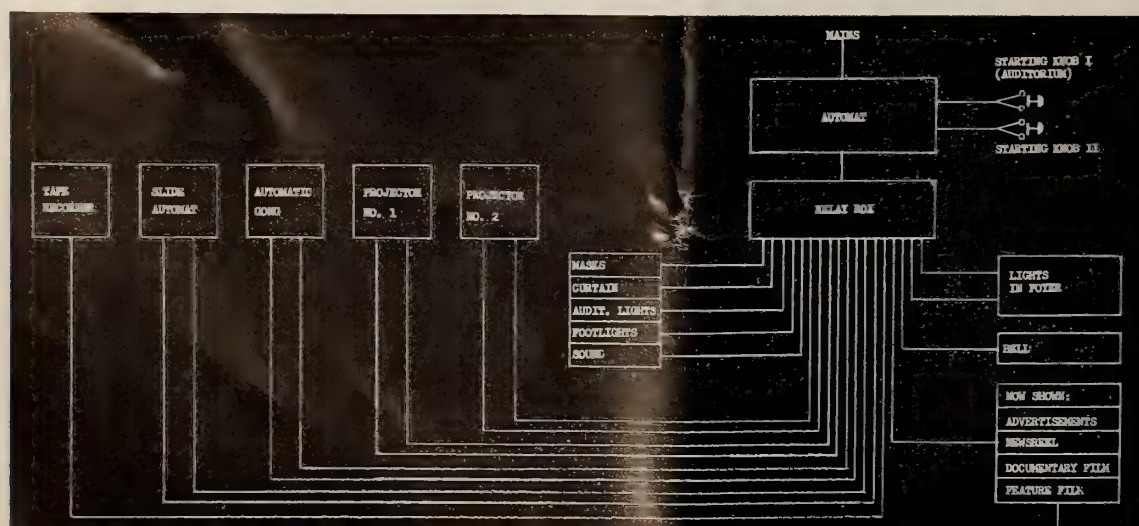 MAINS
STARTING KNOB I
(AUDITORIUM)
AUTOMAT
STARTING KNOB II
TAPE
RECORDER
SLIDE
AUTOMAT
AUTOMATIC
GONG
PROJECTOR
NO. 1
PROJECTOR
NO. 2
RELAY BOX
MASKS
CURTAIN
AUDIT. LIGHTS
FOOTLIGHTS
SOUND
LIGHTS
IN FOYER
BELL
NOW SHOWN:
ADVERTISEMENTS
NEWSREEL
DOCUMENTARY FILM
FEATURE FILM